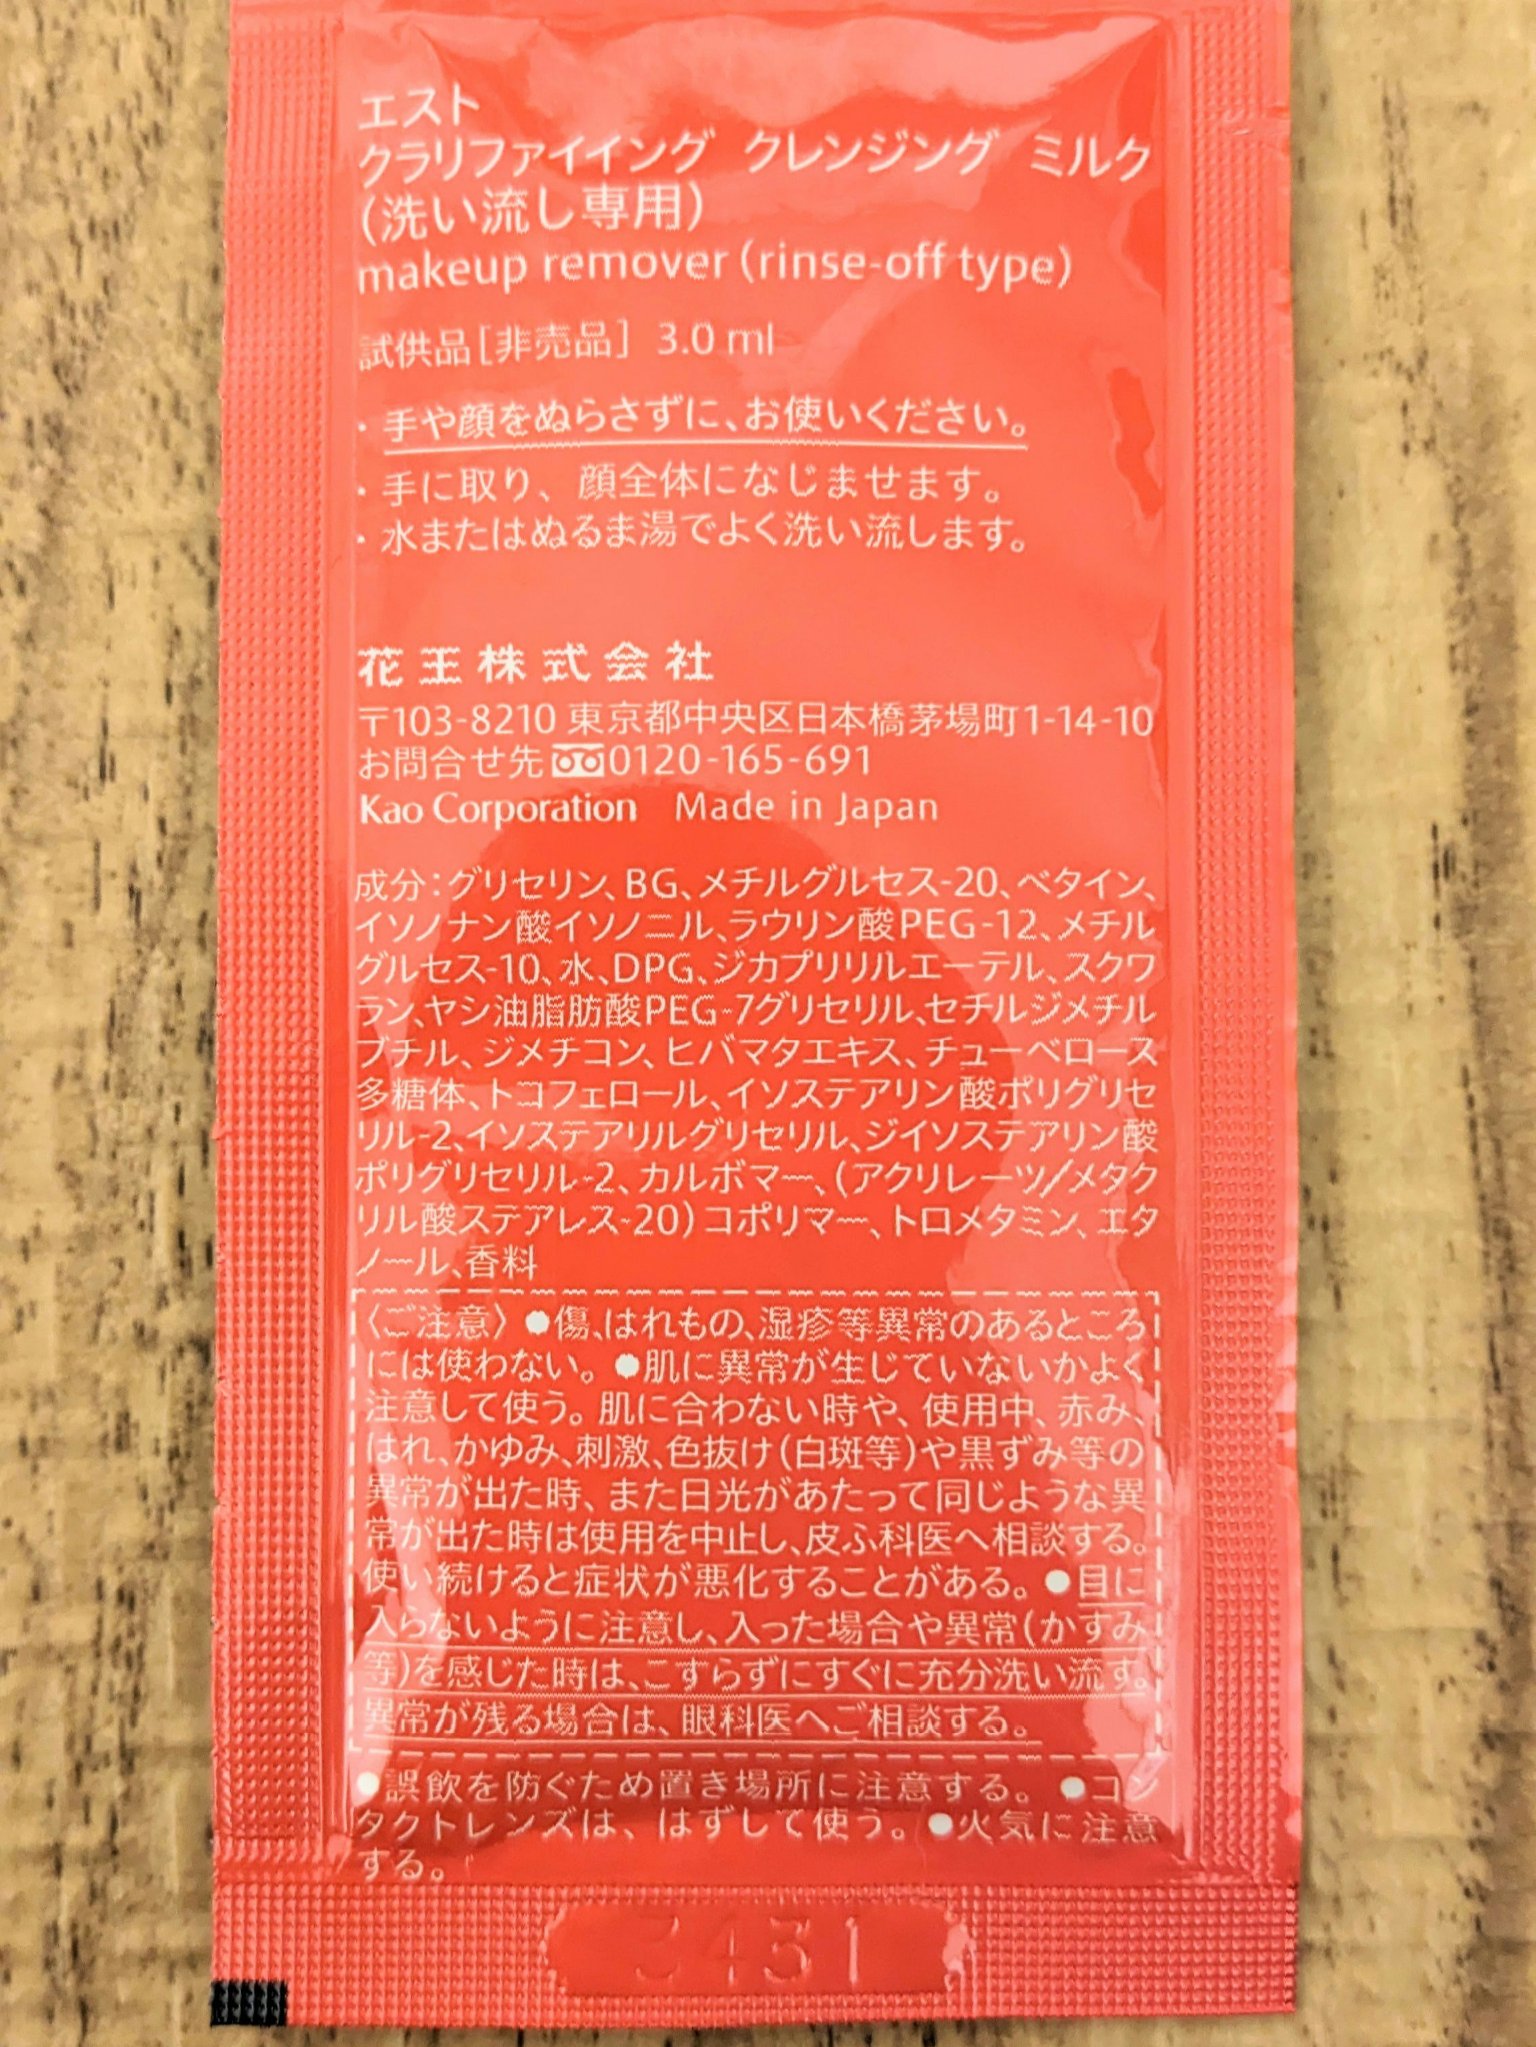 エスト
クラリファイイング クレンジング ミルク
(洗い流し専用)
makeup remover (rinse-off type)
試供品[非売品] 3.0 ml
・手や顔をぬらさずに、お使いください。
・手に取り、顔全体になじませます。
・水またはぬるま湯でよく洗い流します。
花王株式会社
〒103-8210 東京都中央区日本橋茅場町1-14-10
お問合せ先 0120-165-691
Kao Corporation Made in Japan
成分:グリセリン、BG、メチルグルセス-20、ベタイン、
イソノナン酸イソノニル、ラウリン酸PEG-12、メチル
グルセス-10、水、DPG、ジカプリリルエーテル、スクワ
ラン、ヤシ油脂肪酸PEG-7グリセリル、セチルジメチル
ブチル、ジメチコン、ヒバマタエキス、チューベロース
多糖体、トコフェロール、イソステアリン酸ポリグリセ
リル-2、イソステアリルグリセリル、ジイソステアリン酸
ポリグリセリル-2、カルボマー、(アクリレーツ/メタク
リル酸ステアレス-20)コポリマー、トロメタミン、エタ
ノール、香料
〈ご注意〉●傷、はれもの、湿疹等異常のあるところ
には使わない。●肌に異常が生じていないかよく
注意して使う。肌に合わない時や、使用中、赤み、
はれ、かゆみ、刺激、色抜け(白斑等)や黒ずみ等の
異常が出た時、また日光があたって同じような異
常が出た時は使用を中止し、皮ふ科医へ相談する。
使い続けると症状が悪化することがある。●目に
入らないように注意し、入った場合や異常(かすみ
等)を感じた時は、こすらずにすぐに充分洗い流す。
異常が残る場合は、眼科医へご相談する。
●誤飲を防ぐため置き場所に注意する。●コン
タクトレンズは、はずして使う。●火気に注意
する。
3431